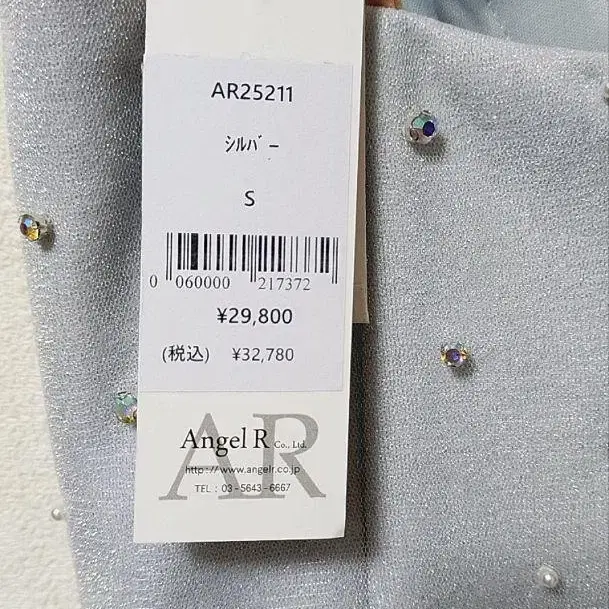 AR25211
ｼﾙﾊﾞｰ
S
0 060000 217372
¥29,800
(税込) ¥32,780
AR
Angel R Co., Ltd.
http://www.angelr.co.jp
TEL : 03-5643-6667